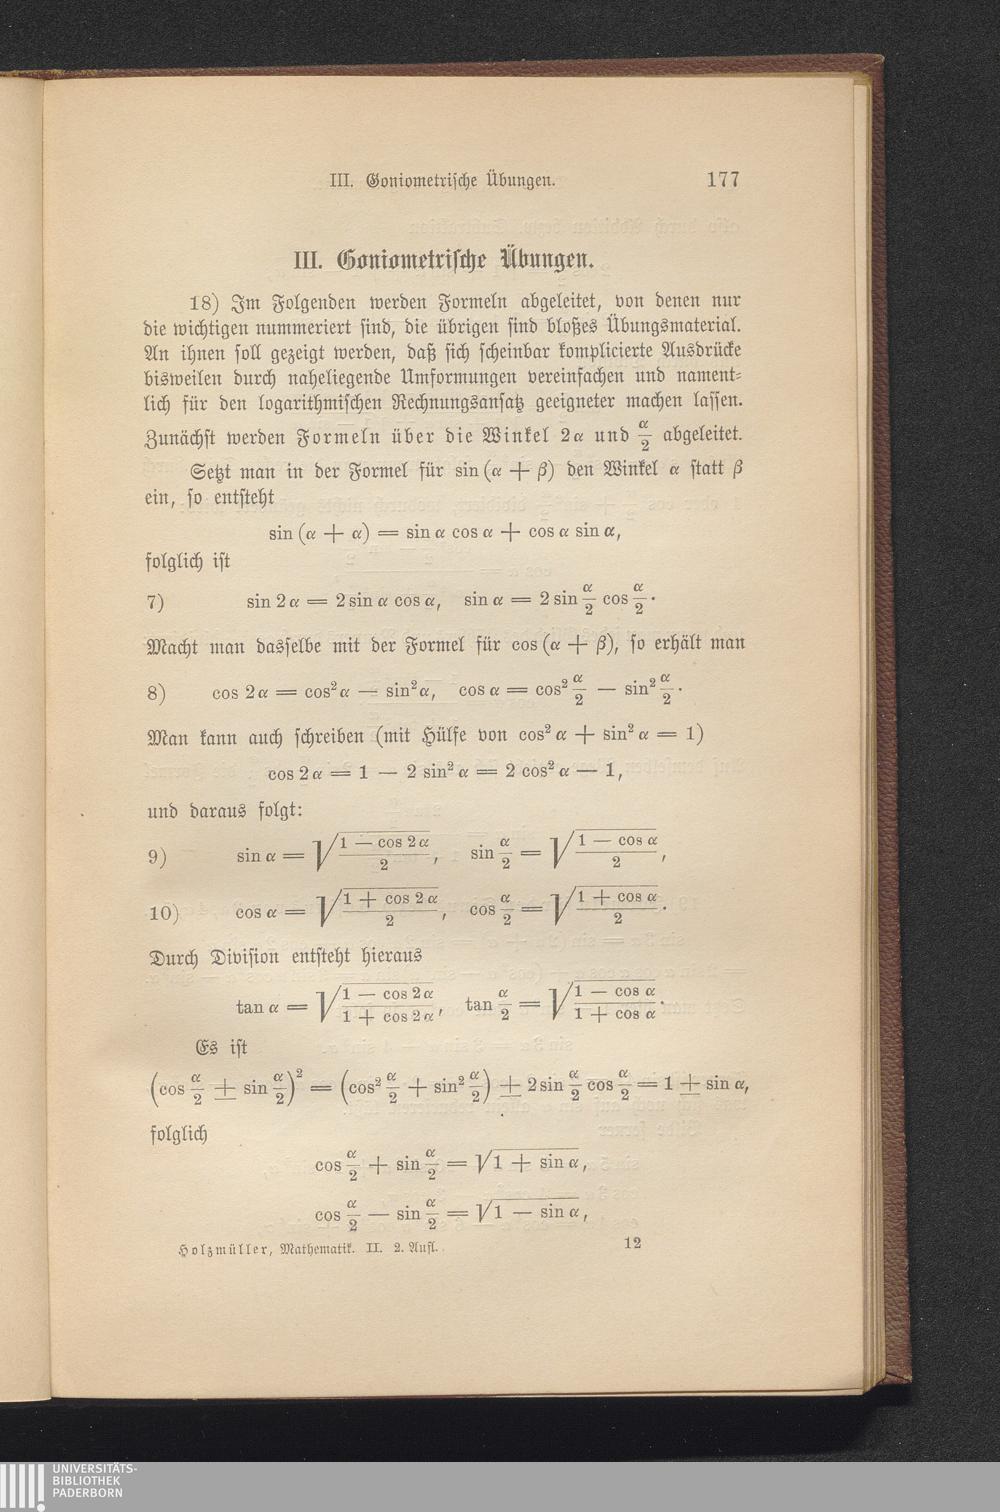 III. Goniometrische Übungen. 177
III. Goniometrische Übungen.
18) Im Folgenden werden Formeln abgeleitet, von denen nur
die wichtigen nummeriert sind, die übrigen sind bloßes Übungsmaterial.
An ihnen soll gezeigt werden, daß sich scheinbar komplicierte Ausdrücke
bisweilen durch naheliegende Umformungen vereinfachen und nament-
lich für den logarithmischen Rechnungsansatz geeigneter machen lassen.
Zunächst werden Formeln über die Winkel 2α und α/2 abgeleitet.
Setzt man in der Formel für sin (α + β) den Winkel α statt β
ein, so entsteht
sin (α + α) = sin α cos α + cos α sin α,
folglich ist
7) sin 2α = 2 sin α cos α, sin α = 2 sin α/2 cos α/2.
Macht man dasselbe mit der Formel für cos (α + β), so erhält man
8) cos 2α = cos² α — sin² α, cos α = cos² α/2 — sin² α/2.
Man kann auch schreiben (mit Hülfe von cos² α + sin² α = 1)
cos 2α = 1 — 2 sin² α = 2 cos² α — 1,
und daraus folgt:
9) sin α = √((1 — cos 2α)/2), sin α/2 = √((1 — cos α)/2),
10) cos α = √((1 + cos 2α)/2), cos α/2 = √((1 + cos α)/2).
Durch Division entsteht hieraus
tan α = √((1 — cos 2α)/(1 + cos 2α)), tan α/2 = √((1 — cos α)/(1 + cos α)).
Es ist
(cos α/2 ± sin α/2)² = (cos² α/2 + sin² α/2) ± 2 sin α/2 cos α/2 = 1 ± sin α,
folglich
cos α/2 + sin α/2 = √(1 + sin α),
cos α/2 — sin α/2 = √(1 — sin α),
Holzmüller, Mathematik. II. 2. Aufl. 12
UNIVERSITÄTS-
BIBLIOTHEK
PADERBORN